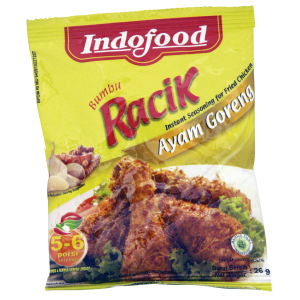 Indofood
Bumbu
Racik
Instant Seasoning for Fried Chicken
Ayam Goreng
5-6
porsi
26 g